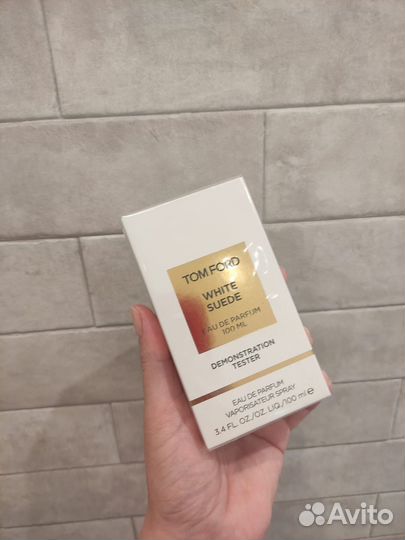 TOM FORD
WHITE
SUEDE
EAU DE PARFUM
100 ML
DEMONSTRATION
TESTER
EAU DE PARFUM
VAPORISATEUR SPRAY
3.4 FL. OZ./OZ. LIQ./100 ml ℮
Avito